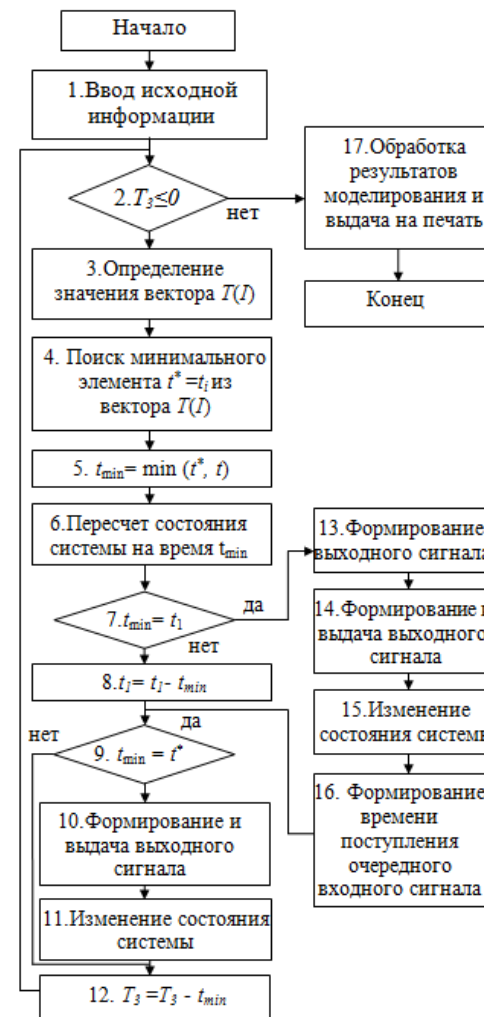 Начало
1.Ввод исходной
информации
2.T₃≤0
нет
3.Определение
значения вектора T(I)
4. Поиск минимального
элемента t* =tᵢ из
вектора T(I)
5. tmin= min (t*, t)
6.Пересчет состояния
системы на время tmin
7.tmin= t₁
да
нет
8.t₁= t₁- tmin
да
нет
9. tmin = t*
10.Формирование и
выдача выходного
сигнала
11.Изменение состояния
системы
12. T₃ =T₃ - tmin
13.Формирование
выходного сигнала
14.Формирование и
выдача выходного
сигнала
15.Изменение
состояния системы
16. Формирование
времени
поступления
очередного
входного сигнала
17.Обработка
результатов
моделирования и
выдача на печать
Конец